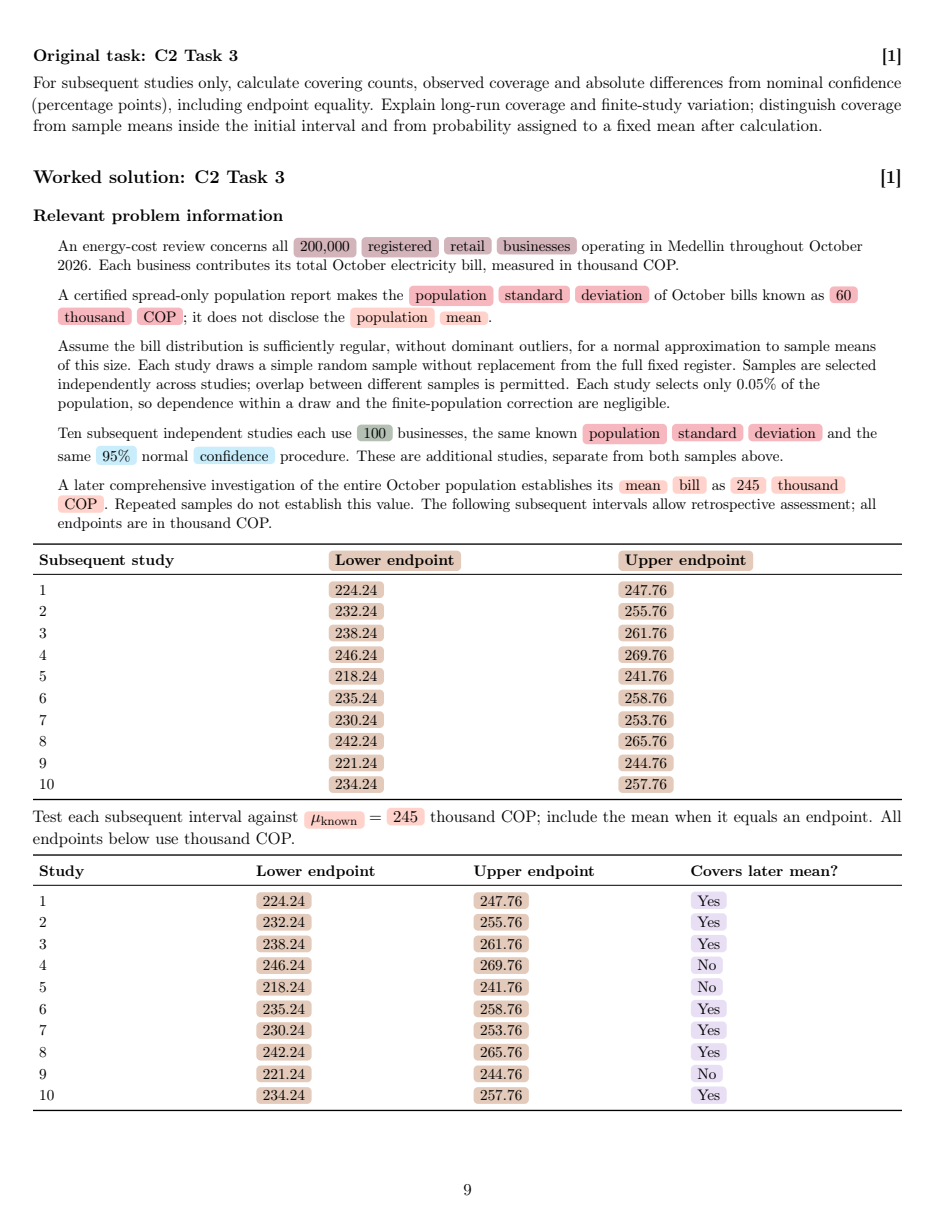 Original task: C2 Task 3 [1]
For subsequent studies only, calculate covering counts, observed coverage and absolute differences from nominal confidence
(percentage points), including endpoint equality. Explain long-run coverage and finite-study variation; distinguish coverage
from sample means inside the initial interval and from probability assigned to a fixed mean after calculation.
Worked solution: C2 Task 3 [1]
Relevant problem information
An energy-cost review concerns all 200,000 registered retail businesses operating in Medellin throughout October
2026. Each business contributes its total October electricity bill, measured in thousand COP.
A certified spread-only population report makes the population standard deviation of October bills known as 60
thousand COP; it does not disclose the population mean.
Assume the bill distribution is sufficiently regular, without dominant outliers, for a normal approximation to sample means
of this size. Each study draws a simple random sample without replacement from the full fixed register. Samples are selected
independently across studies; overlap between different samples is permitted. Each study selects only 0.05% of the
population, so dependence within a draw and the finite-population correction are negligible.
Ten subsequent independent studies each use 100 businesses, the same known population standard deviation and the
same 95% normal confidence procedure. These are additional studies, separate from both samples above.
A later comprehensive investigation of the entire October population establishes its mean bill as 245 thousand
COP. Repeated samples do not establish this value. The following subsequent intervals allow retrospective assessment; all
endpoints are in thousand COP.
Subsequent study Lower endpoint Upper endpoint
1 224.24 247.76
2 232.24 255.76
3 238.24 261.76
4 246.24 269.76
5 218.24 241.76
6 235.24 258.76
7 230.24 253.76
8 242.24 265.76
9 221.24 244.76
10 234.24 257.76
Test each subsequent interval against μknown = 245 thousand COP; include the mean when it equals an endpoint. All
endpoints below use thousand COP.
Study Lower endpoint Upper endpoint Covers later mean?
1 224.24 247.76 Yes
2 232.24 255.76 Yes
3 238.24 261.76 Yes
4 246.24 269.76 No
5 218.24 241.76 No
6 235.24 258.76 Yes
7 230.24 253.76 Yes
8 242.24 265.76 Yes
9 221.24 244.76 No
10 234.24 257.76 Yes
9